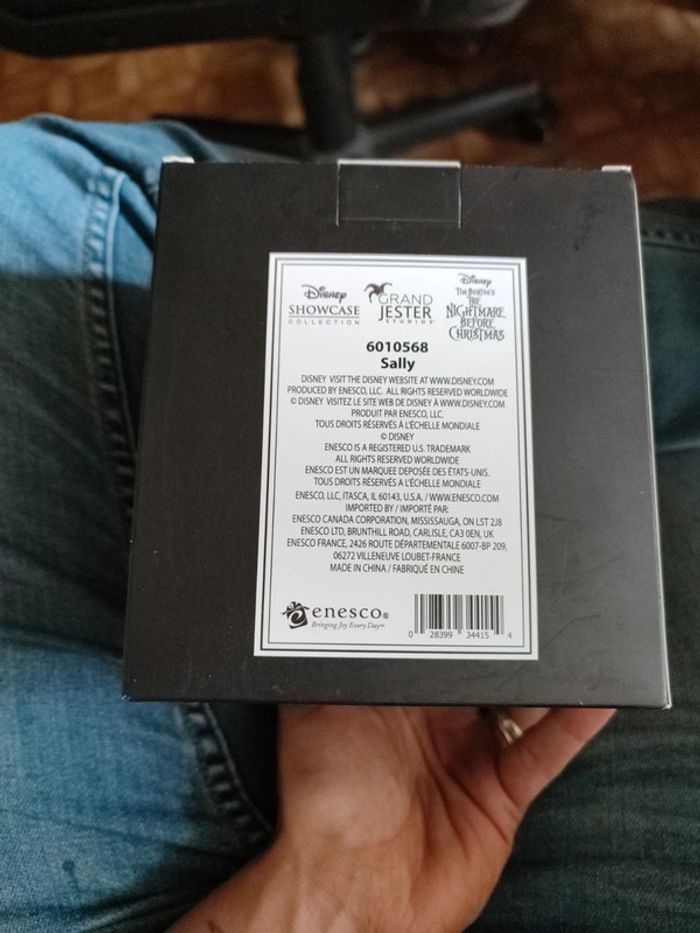 Disney
SHOWCASE
COLLECTION
GRAND
JESTER
STUDIOS
Disney
Tim Burton's
THE
NIGHTMARE
BEFORE
CHRISTMAS
6010568
Sally
DISNEY VISIT THE DISNEY WEBSITE AT WWW.DISNEY.COM
PRODUCED BY ENESCO, LLC. ALL RIGHTS RESERVED WORLDWIDE
© DISNEY VISITEZ LE SITE WEB DE DISNEY À WWW.DISNEY.COM
PRODUIT PAR ENESCO, LLC.
TOUS DROITS RÉSERVÉS À L'ÉCHELLE MONDIALE
© DISNEY
ENESCO IS A REGISTERED U.S. TRADEMARK
ALL RIGHTS RESERVED WORLDWIDE
ENESCO EST UN MARQUEE DEPOSÉE DES ÉTATS-UNIS.
TOUS DROITS RÉSERVÉS À L'ÉCHELLE MONDIALE
ENESCO, LLC, ITASCA, IL 60143, U.S.A. / WWW.ENESCO.COM
IMPORTED BY / IMPORTÉ PAR:
ENESCO CANADA CORPORATION, MISSISSAUGA, ON L5T 2J8
ENESCO LTD, BRUNTHILL ROAD, CARLISLE, CA3 0EN, UK
ENESCO FRANCE, 2426 ROUTE DÉPARTEMENTALE 6007-BP 209,
06272 VILLENEUVE LOUBET-FRANCE
MADE IN CHINA / FABRIQUÉ EN CHINE
enesco®
Bringing Joy Every Day™
0 28399 34415 4